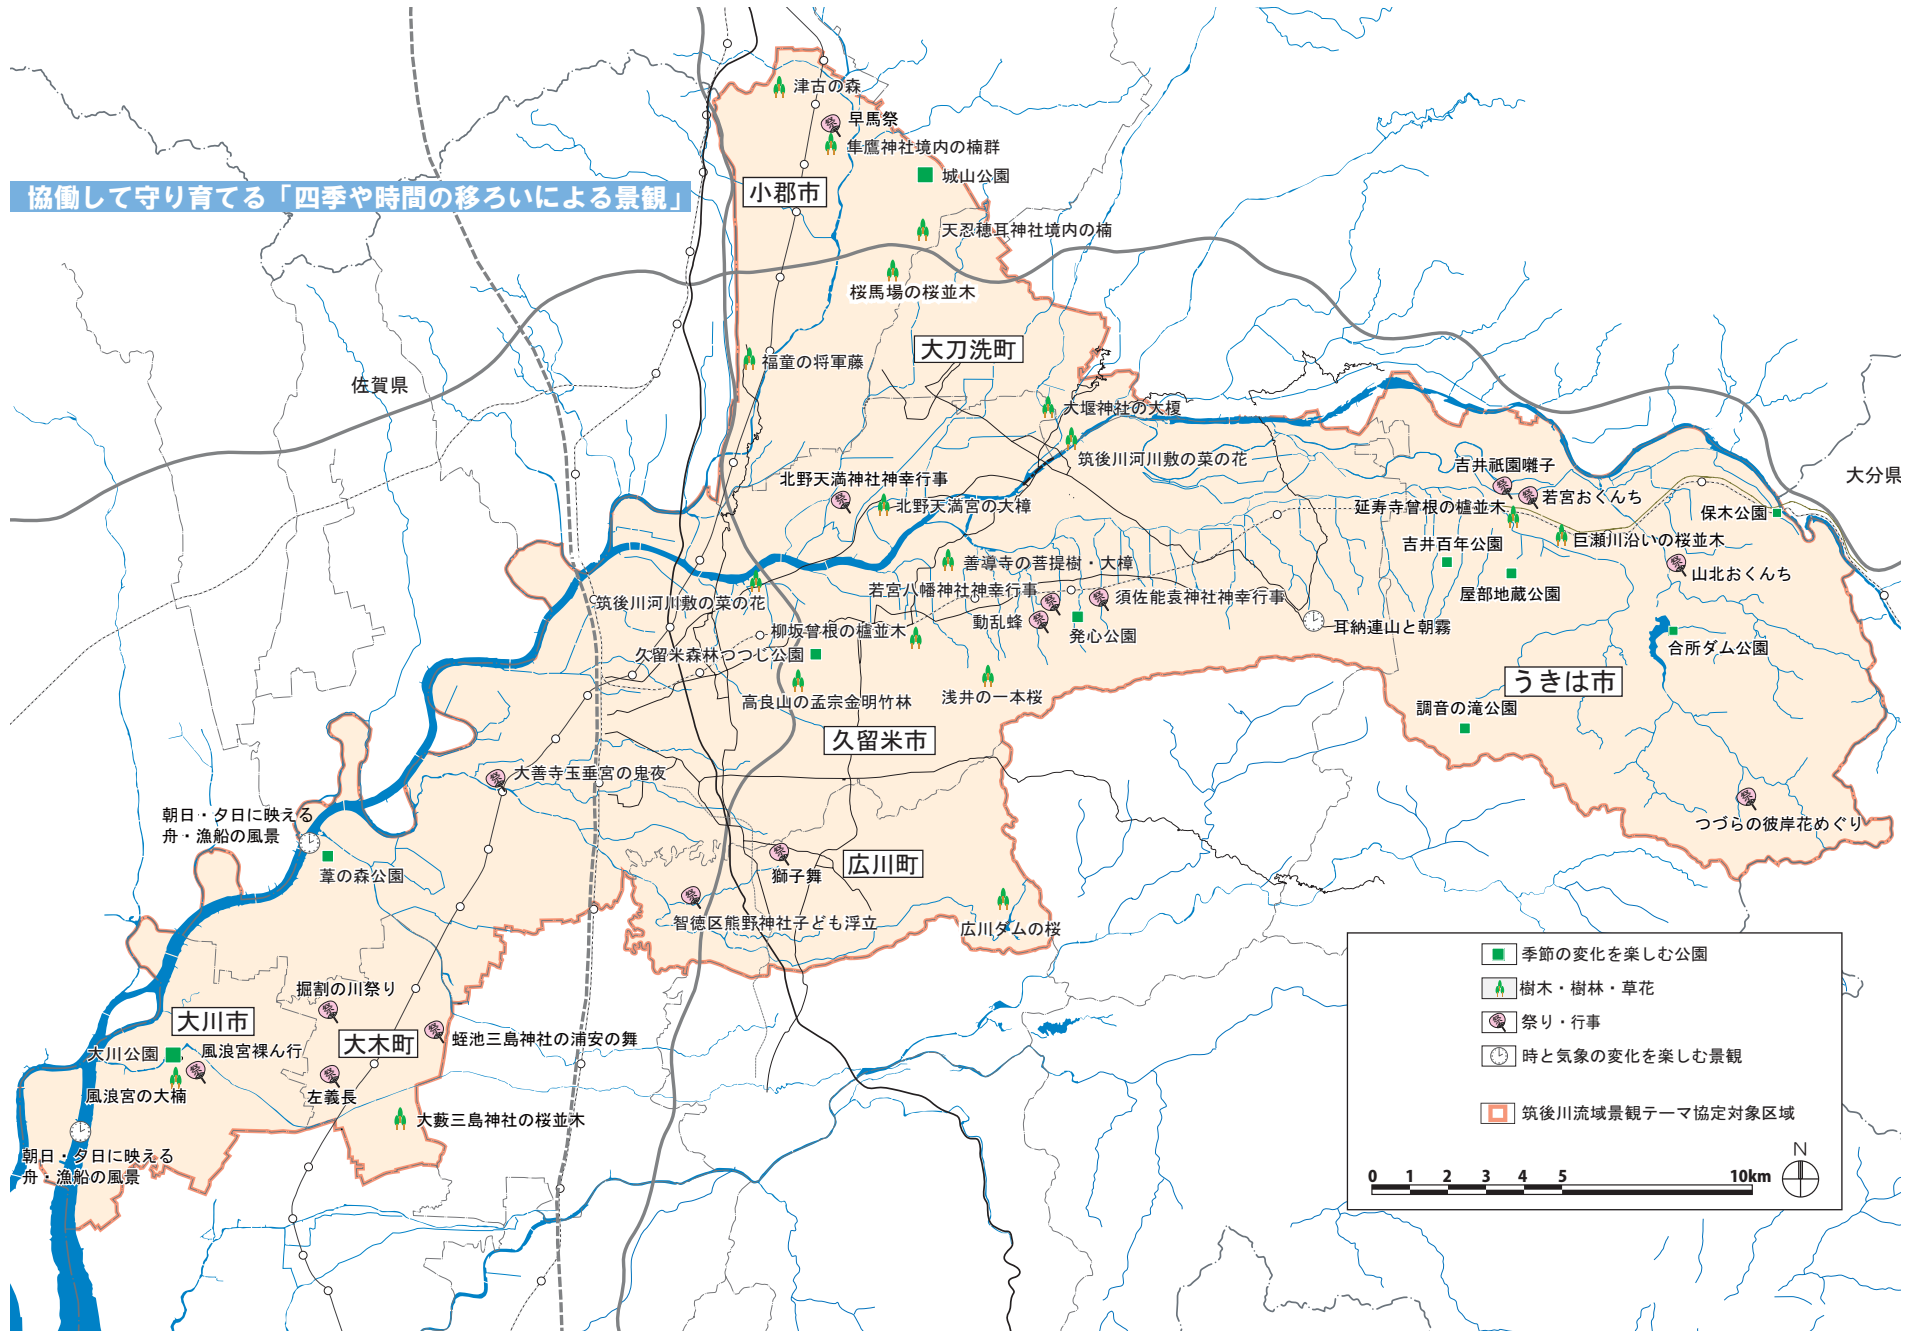 協働して守り育てる「四季や時間の移ろいによる景観」
津古の森
早馬祭
隼鷹神社境内の楠群
城山公園
小郡市
天忍穂耳神社境内の楠
桜馬場の桜並木
大刀洗町
福童の将軍藤
佐賀県
大堰神社の大榎
筑後川河川敷の菜の花
吉井祇園囃子
大分県
北野天満神社神幸行事
若宮おくんち
北野天満宮の大樟
延寿寺曾根の櫨並木
保木公園
巨瀬川沿いの桜並木
吉井百年公園
善導寺の菩提樹・大樟
山北おくんち
若宮八幡神社神幸行事
須佐能袁神社神幸行事
屋部地蔵公園
筑後川河川敷の菜の花
動乱蜂
発心公園
耳納連山と朝霧
柳坂曾根の櫨並木
合所ダム公園
久留米森林つつじ公園
うきは市
高良山の孟宗金明竹林
浅井の一本桜
調音の滝公園
久留米市
大善寺玉垂宮の鬼夜
朝日・夕日に映える
舟・漁船の風景
つづらの彼岸花めぐり
葦の森公園
獅子舞
広川町
智徳区熊野神社子ども浮立
広川ダムの桜
掘割の川祭り
大川市
大木町
蛭池三島神社の浦安の舞
大川公園
風浪宮裸ん行
風浪宮の大楠
左義長
大藪三島神社の桜並木
朝日・夕日に映える
舟・漁船の風景
季節の変化を楽しむ公園
樹木・樹林・草花
祭り・行事
時と気象の変化を楽しむ景観
筑後川流域景観テーマ協定対象区域
0 1 2 3 4 5 10km
N